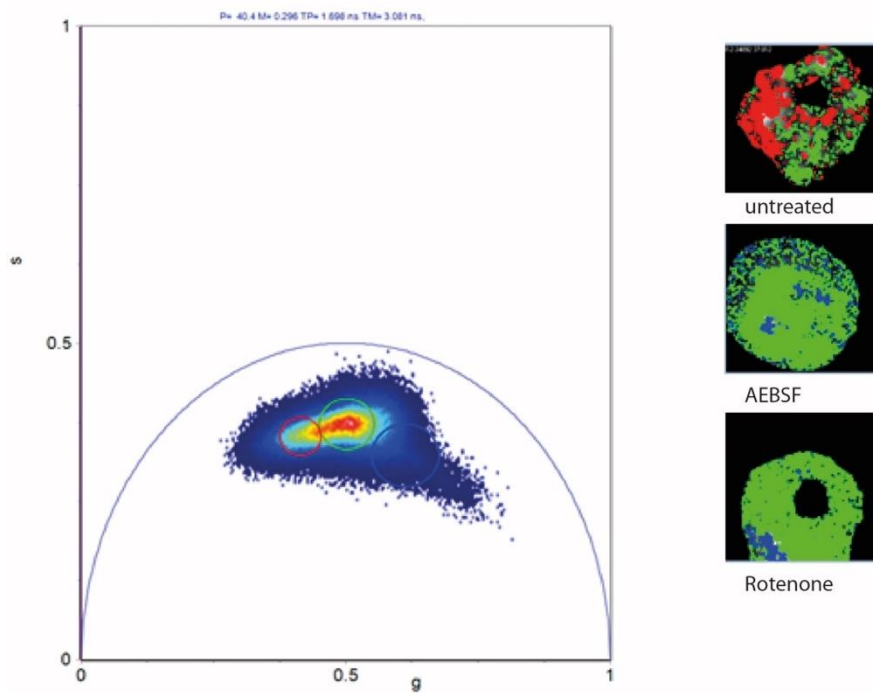 P= 40.4 M= 0.296 TP= 1.698 ns. TM= 3.081 ns,
1
s
0.5
0
0
0.5
1
g
untreated
AEBSF
Rotenone